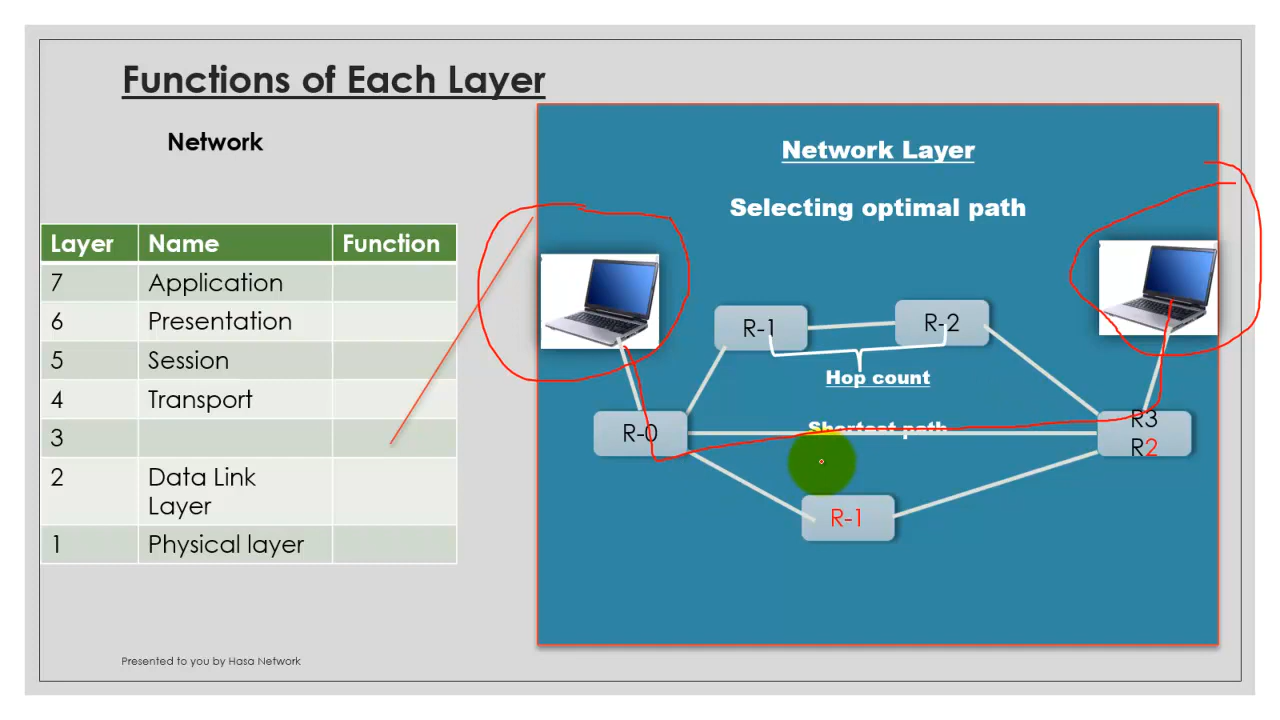 Functions of Each Layer
Network
Layer Name Function
7 Application
6 Presentation
5 Session
4 Transport
3
2 Data Link
Layer
1 Physical layer
Network Layer
Selecting optimal path
R-1
R-2
Hop count
R-0
Shortest path
R3
R2
R-1
Presented to you by Hasa Network